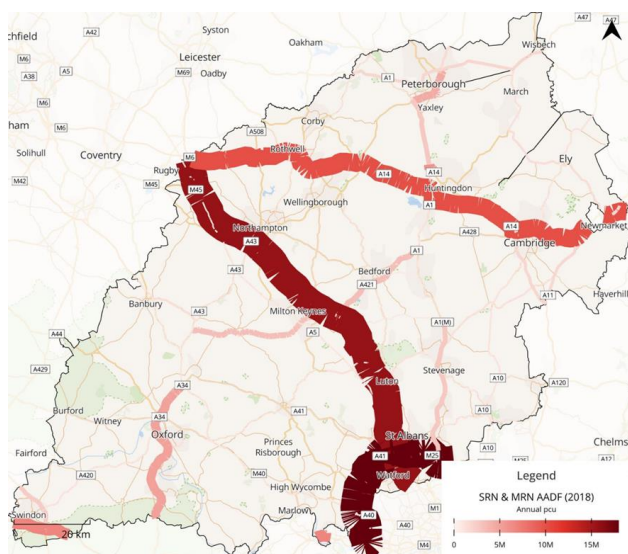 A47
A47
A42
Syston
Oakham
chfield
Leicester
Wisbech
M6
A38
A5
M69
Oadby
A1
Peterborough
March
Yaxley
ham
M6
Corby
A508
Solihull
Coventry
M6
Rothwell
Ely
Rugby
A14
A14
Huntingdon
M42
M45
M45
Wellingborough
A1
A14
Newmarket
Northampton
A428
Cambridge
A43
A1
A43
Bedford
A421
A11
Haverhill
Banbury
A43
Milton Keynes
A5
A1(M)
A44
A10
A429
Luton
Stevenage
A120
A34
A10
Burford
A34
A41
Witney
Oxford
St Albans
A10
Chelms
Fairford
Princes
Risborough
A41
M25
A12
A420
M40
Watford
High Wycombe
Swindon
Marlow
A40
M1
20 km
A40
M4
Legend
SRN & MRN AADF (2018)
Annual pcu
0
5M
10M
15M